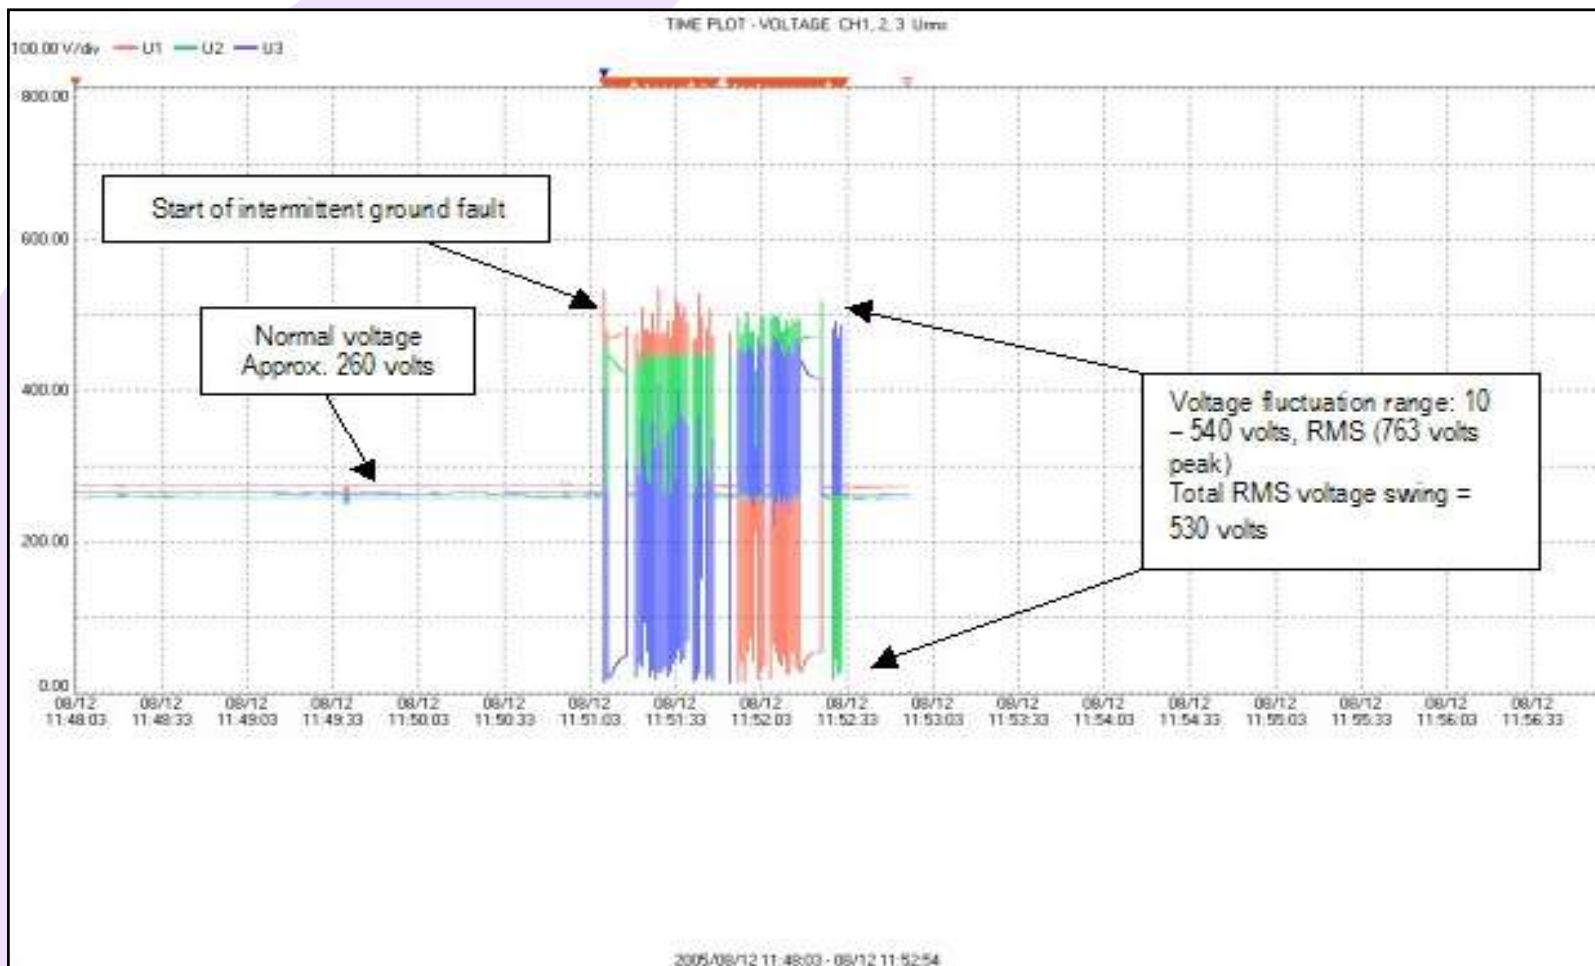 TIME PLOT - VOLTAGE CH1, 2, 3 Urms
100.00 V/div U1 U2 U3
800.00
Start of intermittent ground fault
600.00
Normal voltage
Approx. 260 volts
400.00
Voltage fluctuation range: 10
– 540 volts, RMS (763 volts
peak)
Total RMS voltage swing =
530 volts
200.00
0.00
08/12 08/12 08/12 08/12 08/12 08/12 08/12 08/12 08/12 08/12 08/12 08/12 08/12 08/12 08/12 08/12 08/12 08/12
11:48:03 11:48:33 11:49:03 11:49:33 11:50:03 11:50:33 11:51:03 11:51:33 11:52:03 11:52:33 11:53:03 11:53:33 11:54:03 11:54:33 11:55:03 11:55:33 11:56:03 11:56:33
2005/08/12 11:48:03 - 08/12 11:52:54